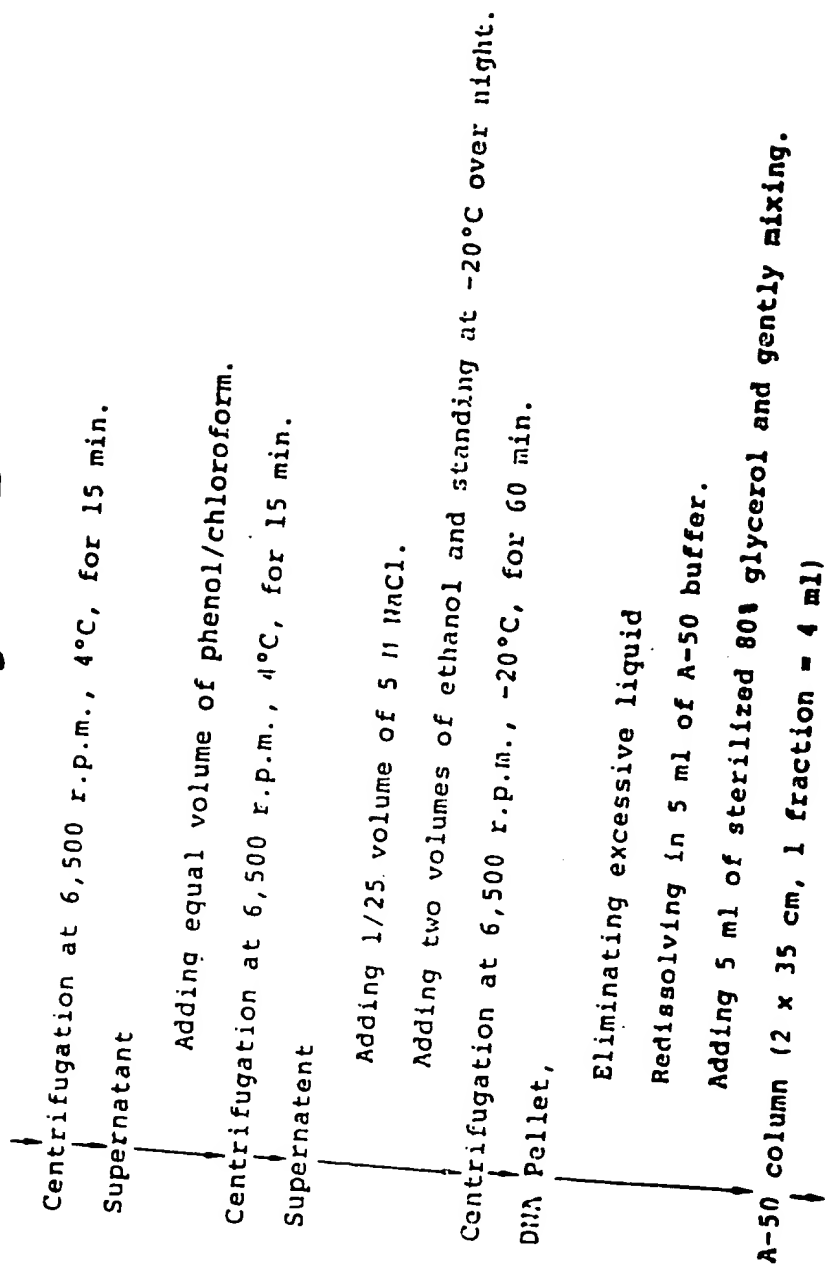 Centrifugation at 6,500 r.p.m., 4°C, for 15 min.
Supernatant
Adding equal volume of phenol/chloroform.
Centrifugation at 6,500 r.p.m., 4°C, for 15 min.
Supernatent
Adding 1/25 volume of 5 M NaCl.
Adding two volumes of ethanol and standing at -20°C over night.
Centrifugation at 6,500 r.p.m., -20°C, for 60 min.
DNA Pellet,
Eliminating excessive liquid
Redissolving in 5 ml of A-50 buffer.
Adding 5 ml of sterilized 80% glycerol and gently mixing.
A-50 column (2 x 35 cm, 1 fraction = 4 ml)